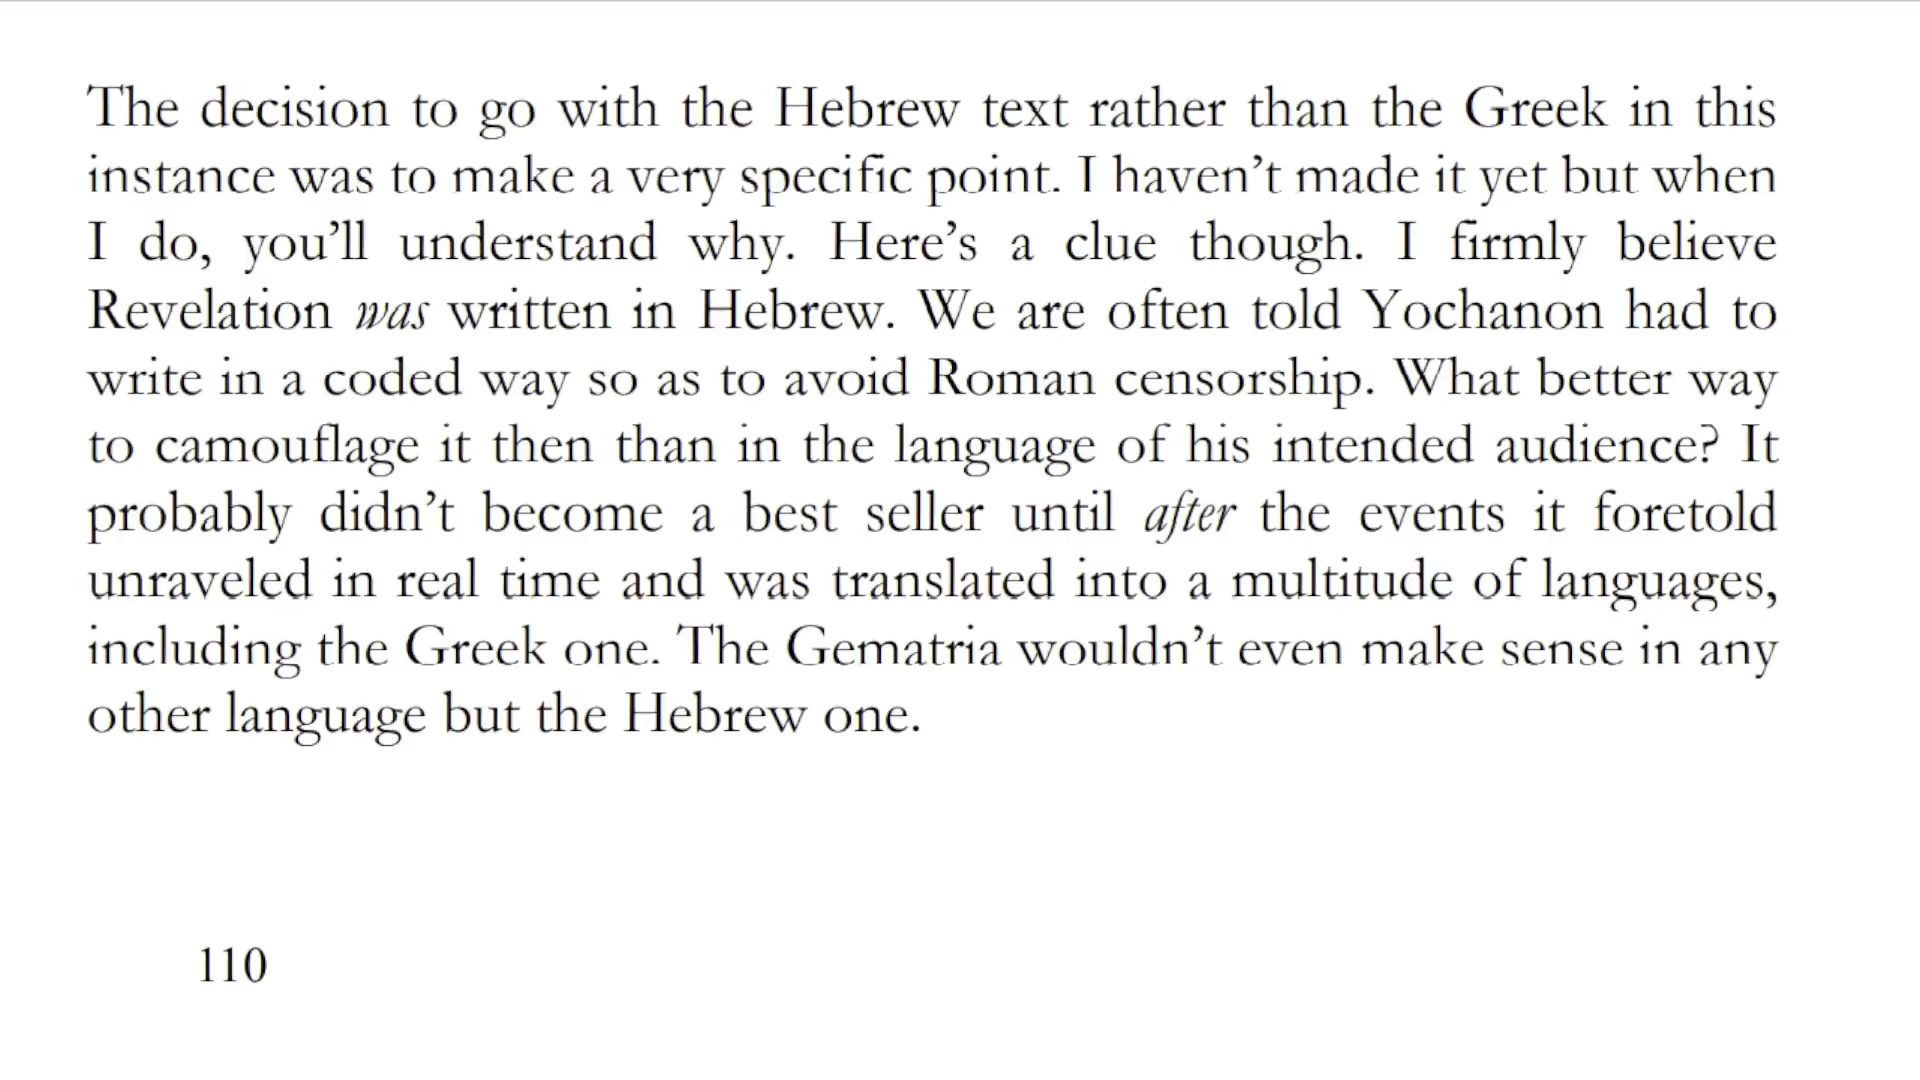 The decision to go with the Hebrew text rather than the Greek in this
instance was to make a very specific point. I haven’t made it yet but when
I do, you’ll understand why. Here’s a clue though. I firmly believe
Revelation was written in Hebrew. We are often told Yochanon had to
write in a coded way so as to avoid Roman censorship. What better way
to camouflage it then than in the language of his intended audience? It
probably didn’t become a best seller until after the events it foretold
unraveled in real time and was translated into a multitude of languages,
including the Greek one. The Gematria wouldn’t even make sense in any
other language but the Hebrew one.
110